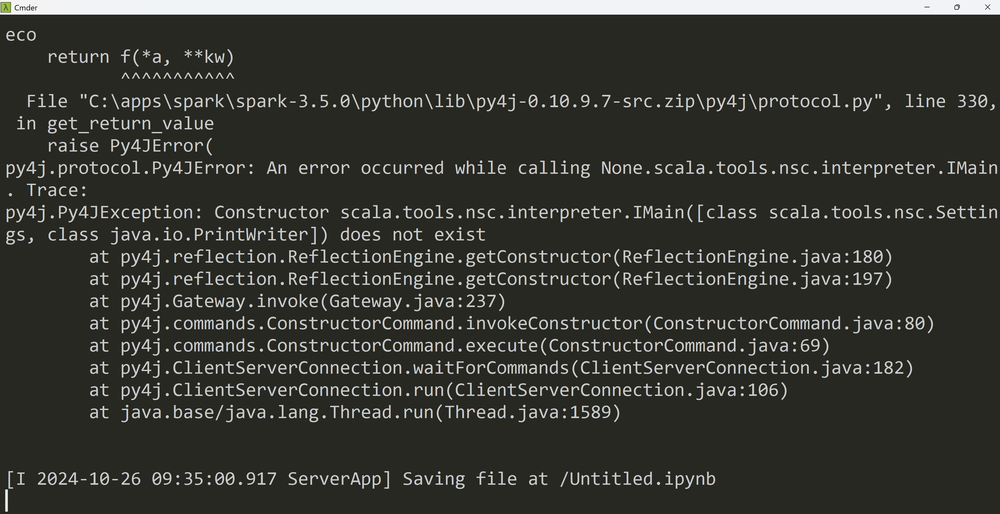 Cmder
eco
return f(*a, **kw)
^^^^^^^^^^^
File "C:\apps\spark\spark-3.5.0\python\lib\py4j-0.10.9.7-src.zip\py4j\protocol.py", line 330,
in get_return_value
raise Py4JError(
py4j.protocol.Py4JError: An error occurred while calling None.scala.tools.nsc.interpreter.IMain
. Trace:
py4j.Py4JException: Constructor scala.tools.nsc.interpreter.IMain([class scala.tools.nsc.Settin
gs, class java.io.PrintWriter]) does not exist
at py4j.reflection.ReflectionEngine.getConstructor(ReflectionEngine.java:180)
at py4j.reflection.ReflectionEngine.getConstructor(ReflectionEngine.java:197)
at py4j.Gateway.invoke(Gateway.java:237)
at py4j.commands.ConstructorCommand.invokeConstructor(ConstructorCommand.java:80)
at py4j.commands.ConstructorCommand.execute(ConstructorCommand.java:69)
at py4j.ClientServerConnection.waitForCommands(ClientServerConnection.java:182)
at py4j.ClientServerConnection.run(ClientServerConnection.java:106)
at java.base/java.lang.Thread.run(Thread.java:1589)
[I 2024-10-26 09:35:00.917 ServerApp] Saving file at /Untitled.ipynb